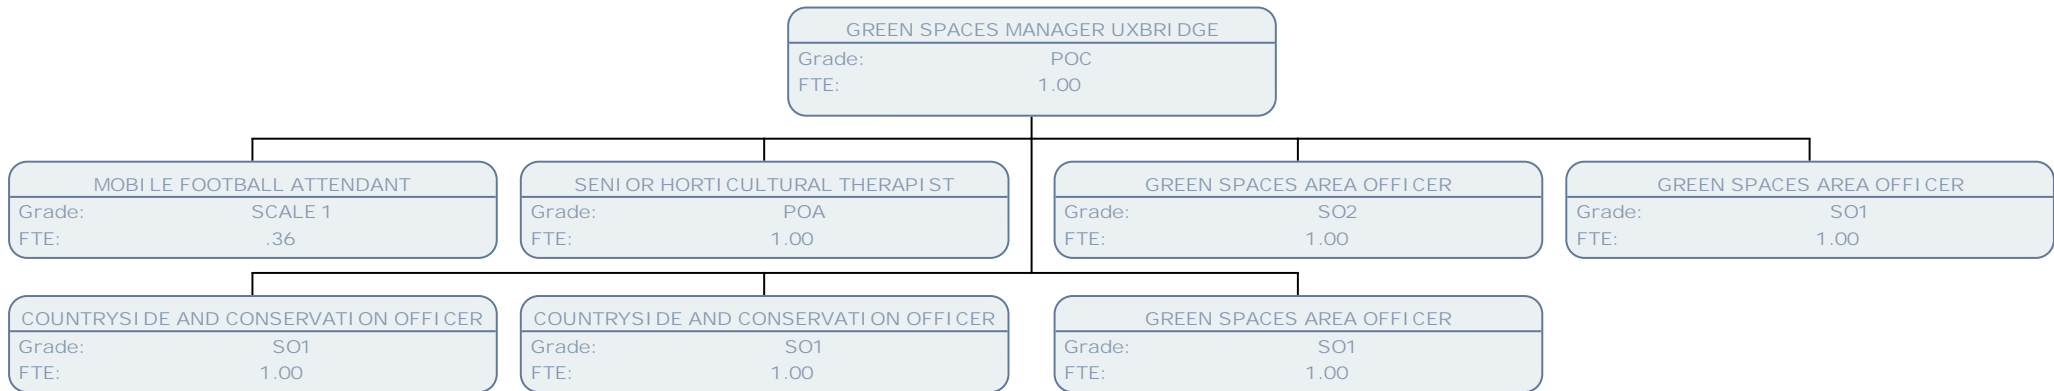 GREEN SPACES MANAGER UXBRIDGE
Grade: POC
FTE: 1.00
MOBILE FOOTBALL ATTENDANT
Grade: SCALE 1
FTE: .36
SENIOR HORTICULTURAL THERAPIST
Grade: POA
FTE: 1.00
GREEN SPACES AREA OFFICER
Grade: SO2
FTE: 1.00
GREEN SPACES AREA OFFICER
Grade: SO1
FTE: 1.00
COUNTRYSIDE AND CONSERVATION OFFICER
Grade: SO1
FTE: 1.00
COUNTRYSIDE AND CONSERVATION OFFICER
Grade: SO1
FTE: 1.00
GREEN SPACES AREA OFFICER
Grade: SO1
FTE: 1.00